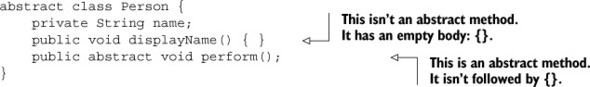 abstract class Person {
    private String name;
    public void displayName() { }
    public abstract void perform();
}
This isn't an abstract method.
It has an empty body: {}.
This is an abstract method.
It isn't followed by {}.